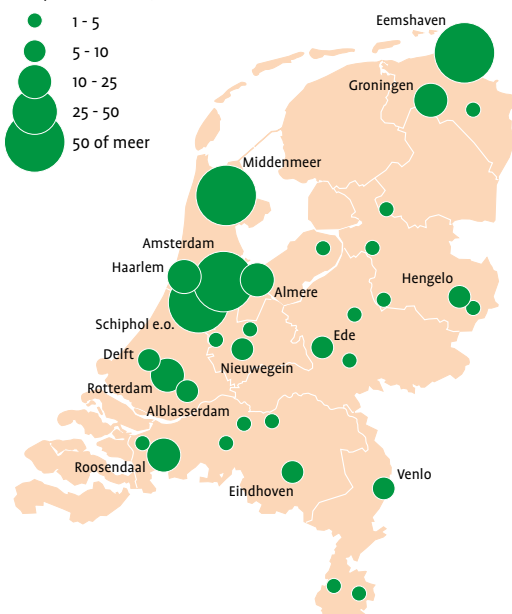 1 - 5
5 - 10
10 - 25
25 - 50
50 of meer
Eemshaven
Groningen
Middenmeer
Amsterdam
Haarlem
Almere
Hengelo
Schiphol e.o.
Ede
Delft
Nieuwegein
Rotterdam
Alblasserdam
Roosendaal
Venlo
Eindhoven